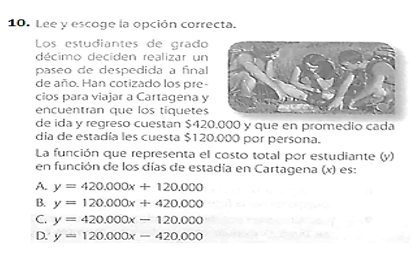 10. Lee y escoge la opción correcta.
Los estudiantes de grado
décimo deciden realizar un
paseo de despedida a final
de año. Han cotizado los pre-
cios para viajar a Cartagena y
encuentran que los tiquetes
de ida y regreso cuestan $420.000 y que en promedio cada
día de estadía les cuesta $120.000 por persona.
La función que representa el costo total por estudiante (y)
en función de los días de estadía en Cartagena (x) es:
A. y = 420.000x + 120.000
B. y = 120.000x + 420.000
C. y = 420.000x − 120.000
D. y = 120.000x − 420.000